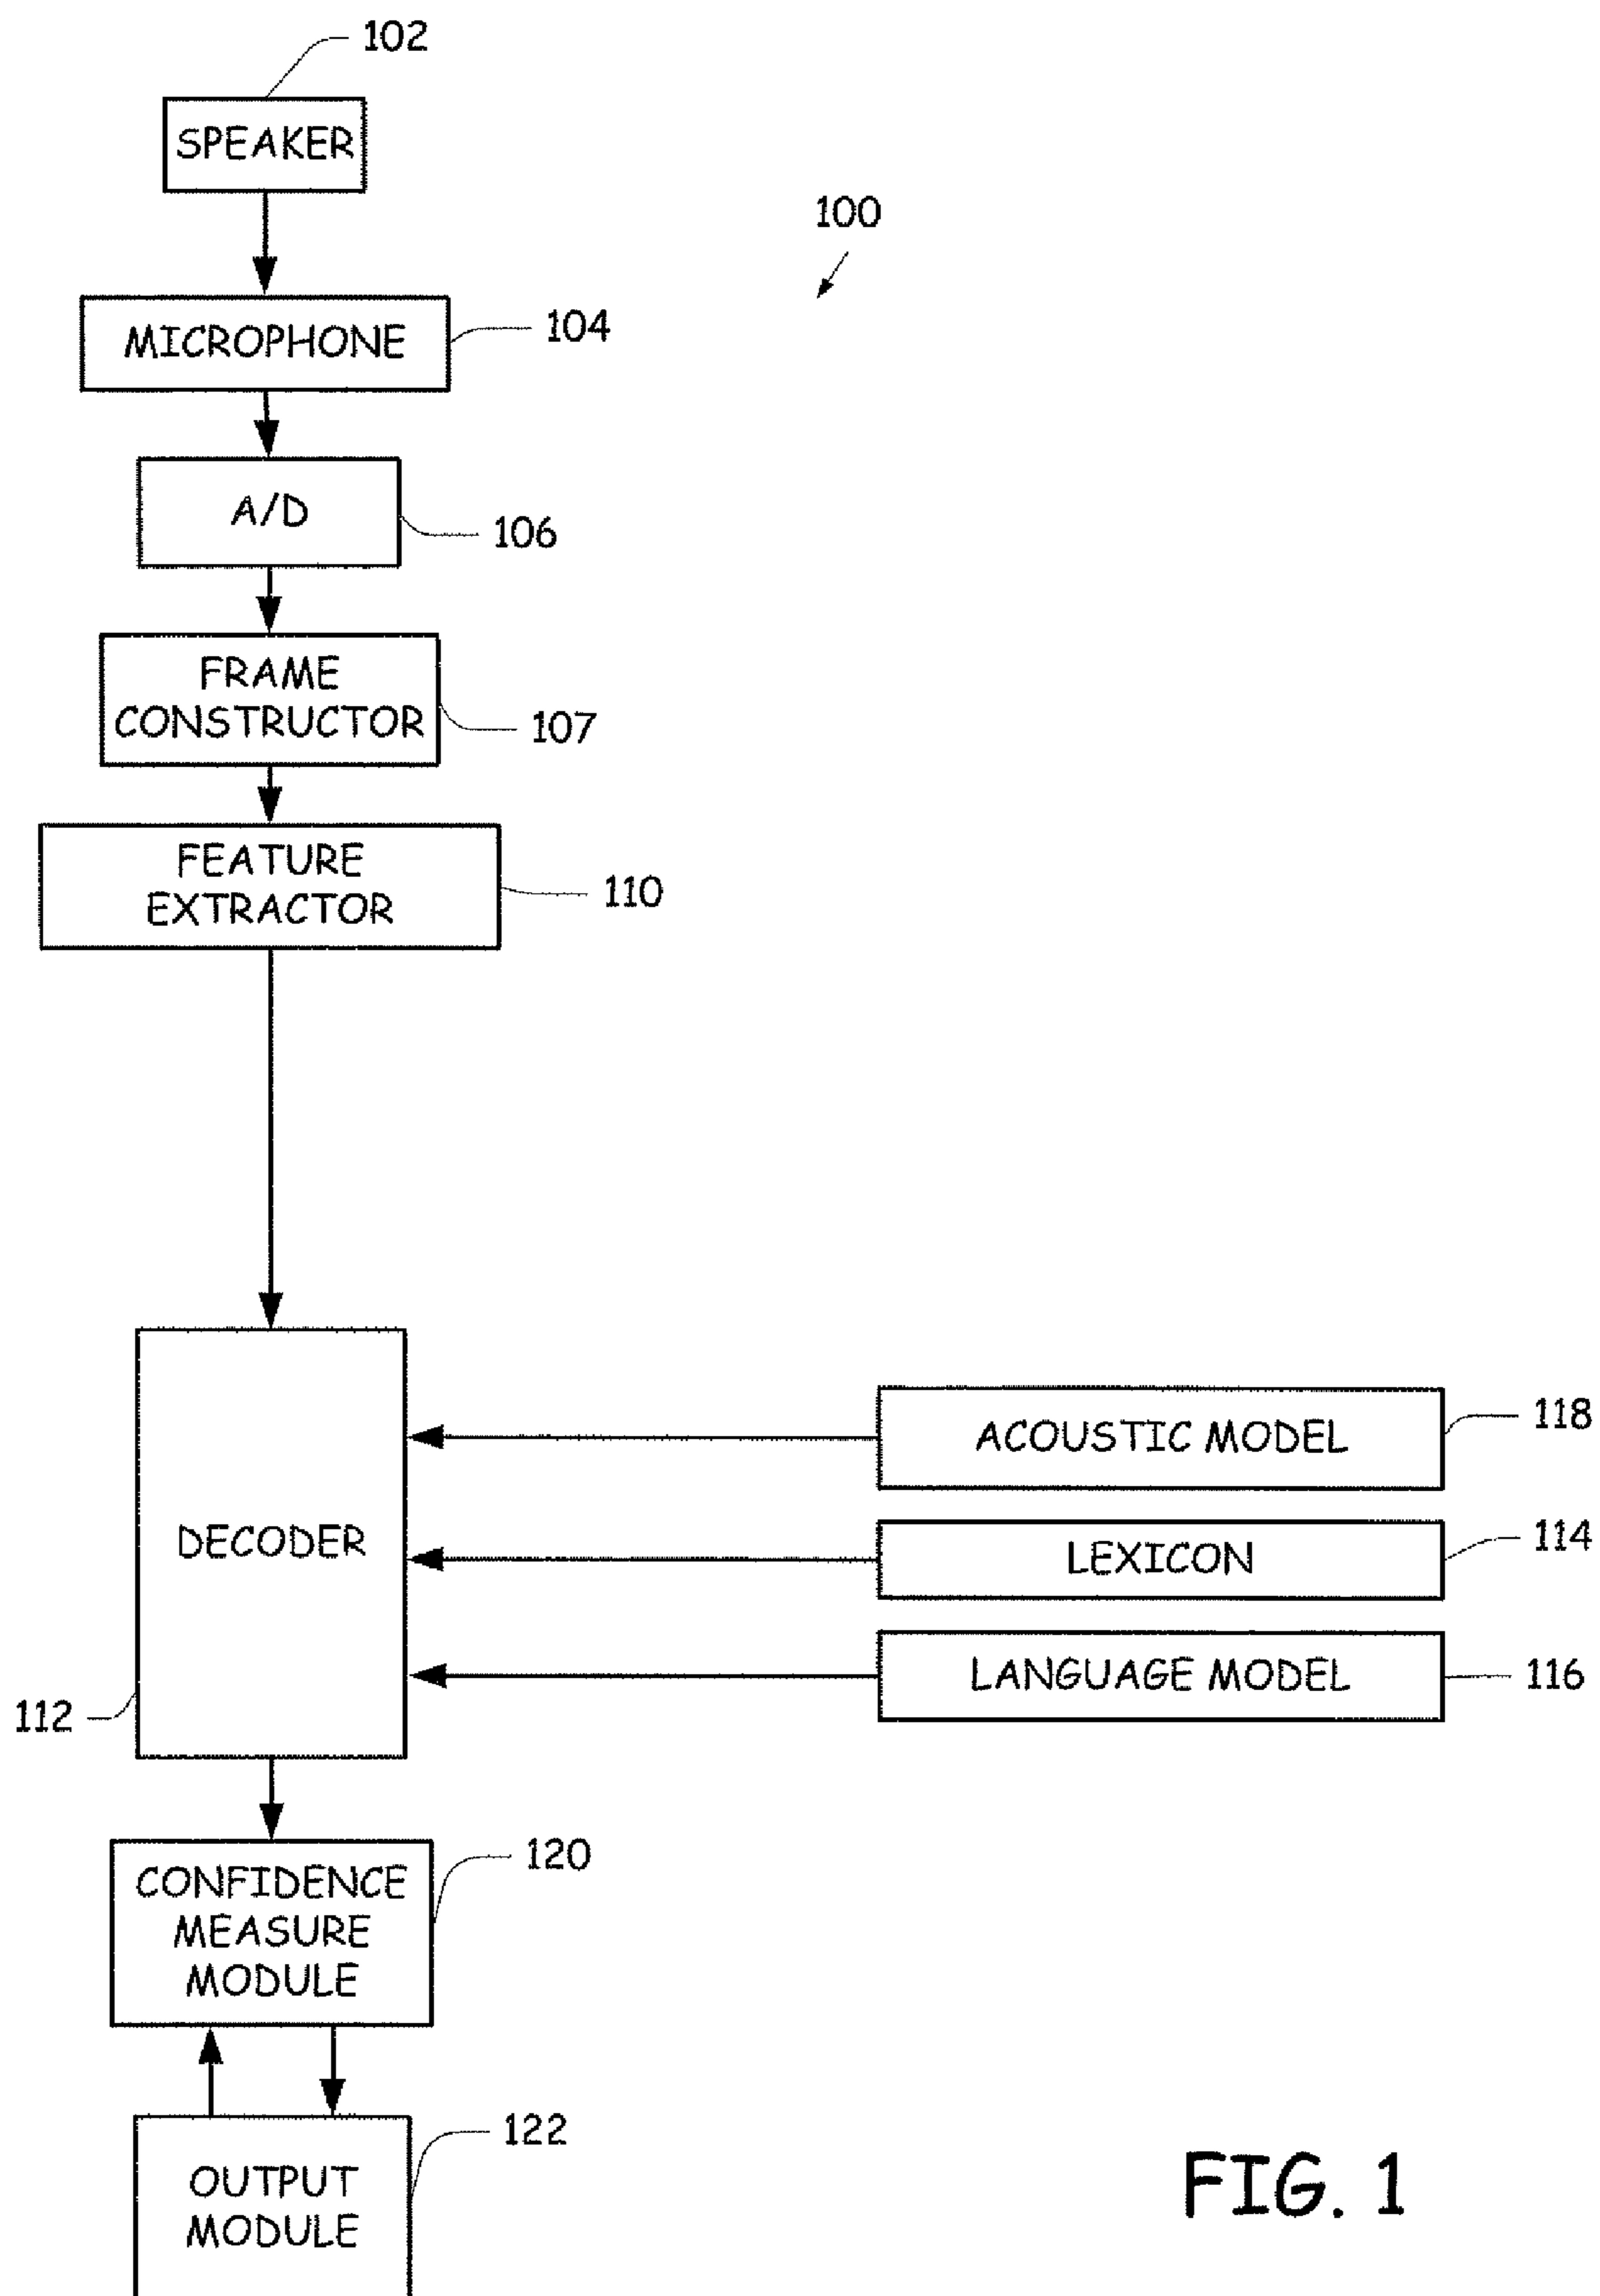 102
SPEAKER
100
MICROPHONE
104
A/D
106
FRAME
CONSTRUCTOR
107
FEATURE
EXTRACTOR
110
ACOUSTIC MODEL
118
DECODER
LEXICON
114
LANGUAGE MODEL
116
112
CONFIDENCE
MEASURE
MODULE
120
OUTPUT
MODULE
122
FIG. 1